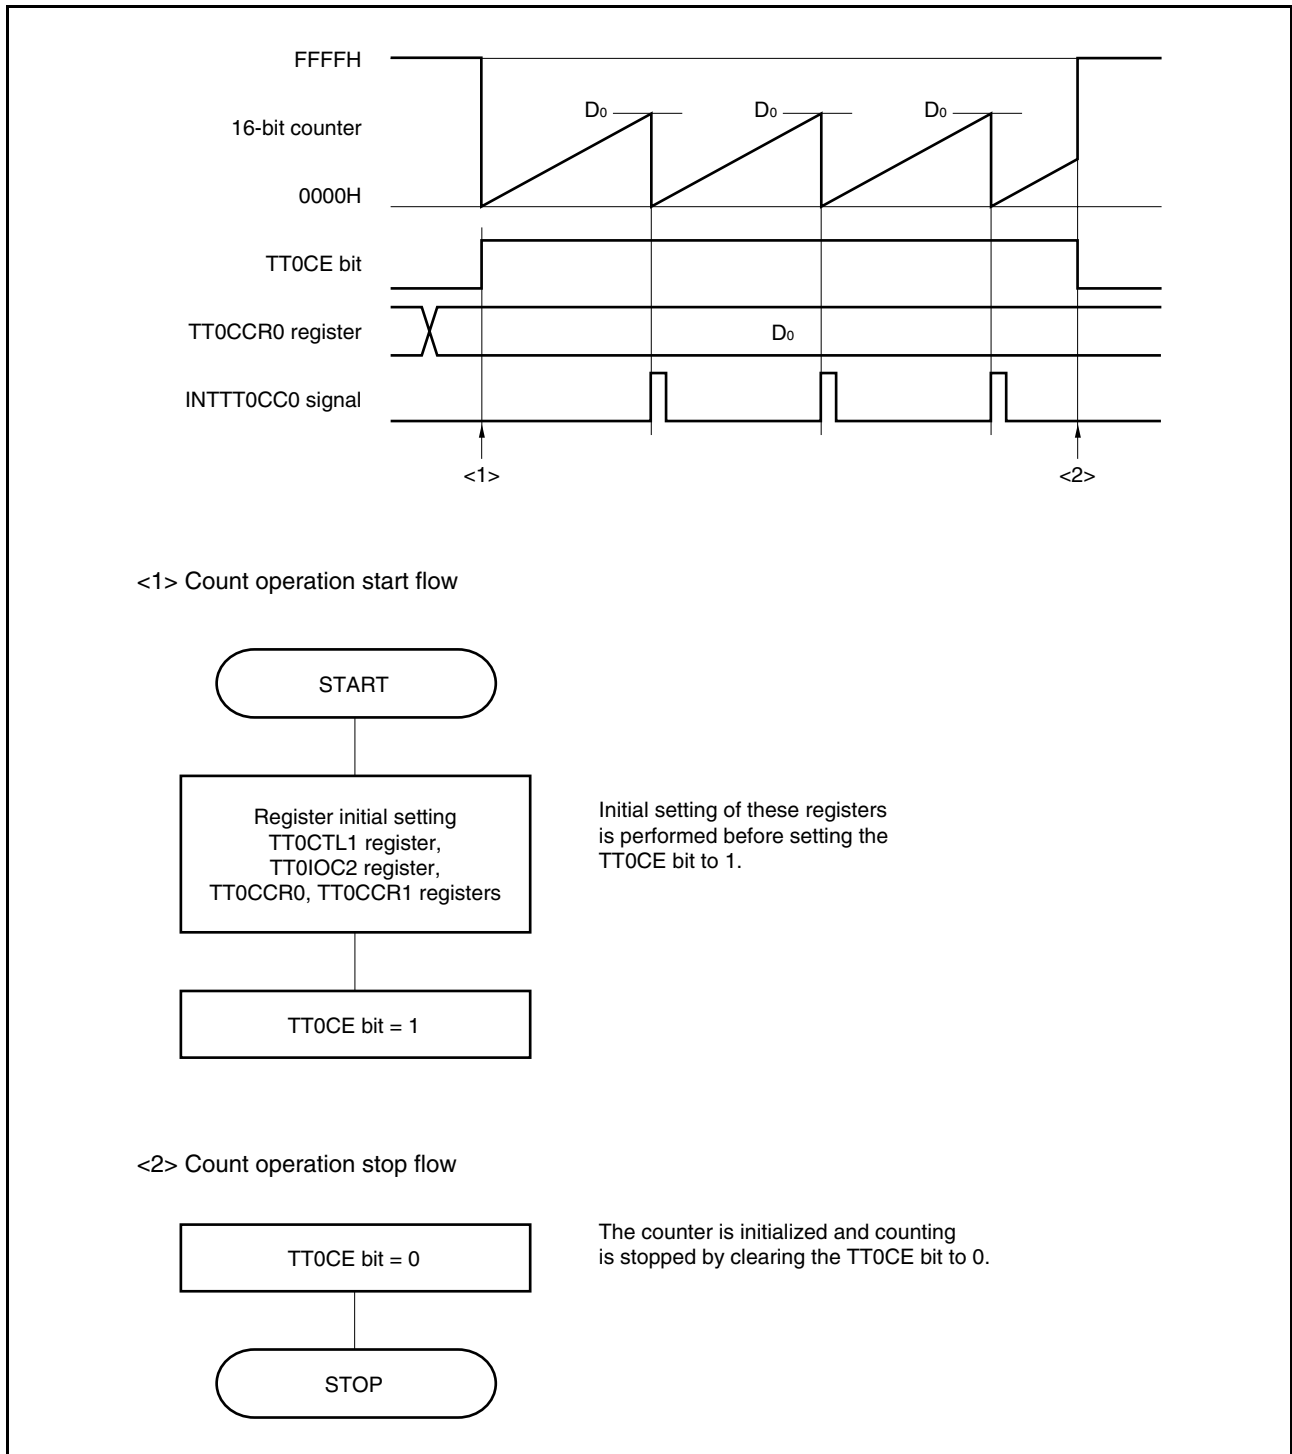 FFFFH
D0 D0 D0
16-bit counter
0000H
TT0CE bit
TT0CCR0 register
D0
INTTT0CC0 signal
<1> <2>
<1> Count operation start flow
START
Register initial setting
TT0CTL1 register,
TT0IOC2 register,
TT0CCR0, TT0CCR1 registers
Initial setting of these registers
is performed before setting the
TT0CE bit to 1.
TT0CE bit = 1
<2> Count operation stop flow
TT0CE bit = 0
The counter is initialized and counting
is stopped by clearing the TT0CE bit to 0.
STOP